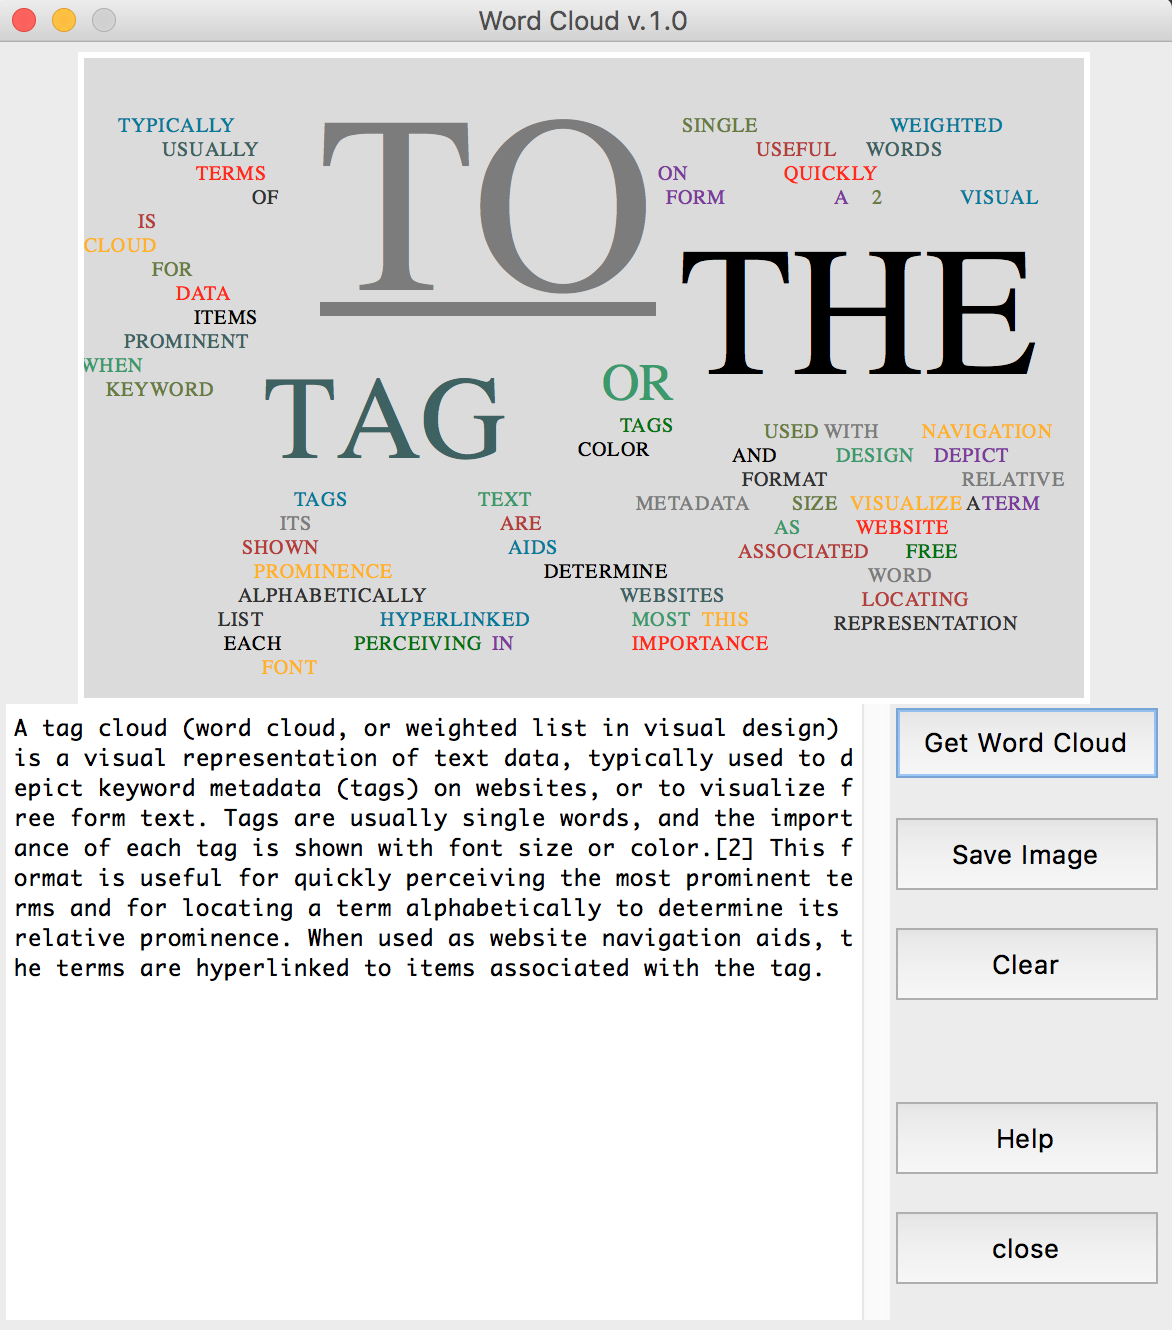 Word Cloud v.1.0
TYPICALLY
USUALLY
TERMS
OF
IS
CLOUD
FOR
DATA
ITEMS
PROMINENT
WHEN
KEYWORD
TO
SINGLE
WEIGHTED
USEFUL
WORDS
ON
QUICKLY
FORM
A
2
VISUAL
THE
TAG
OR
TAGS
COLOR
USED
WITH
NAVIGATION
AND
DESIGN
DEPICT
FORMAT
RELATIVE
METADATA
SIZE
VISUALIZE
A
TERM
AS
WEBSITE
ASSOCIATED
FREE
WORD
LOCATING
REPRESENTATION
TAGS
TEXT
ITS
ARE
SHOWN
AIDS
PROMINENCE
DETERMINE
ALPHABETICALLY
WEBSITES
LIST
HYPERLINKED
MOST
THIS
EACH
PERCEIVING
IN
IMPORTANCE
FONT
A tag cloud (word cloud, or weighted list in visual design)
is a visual representation of text data, typically used to d
epict keyword metadata (tags) on websites, or to visualize f
ree form text. Tags are usually single words, and the import
ance of each tag is shown with font size or color.[2] This f
ormat is useful for quickly perceiving the most prominent te
rms and for locating a term alphabetically to determine its
relative prominence. When used as website navigation aids, t
he terms are hyperlinked to items associated with the tag.
Get Word Cloud
Save Image
Clear
Help
close